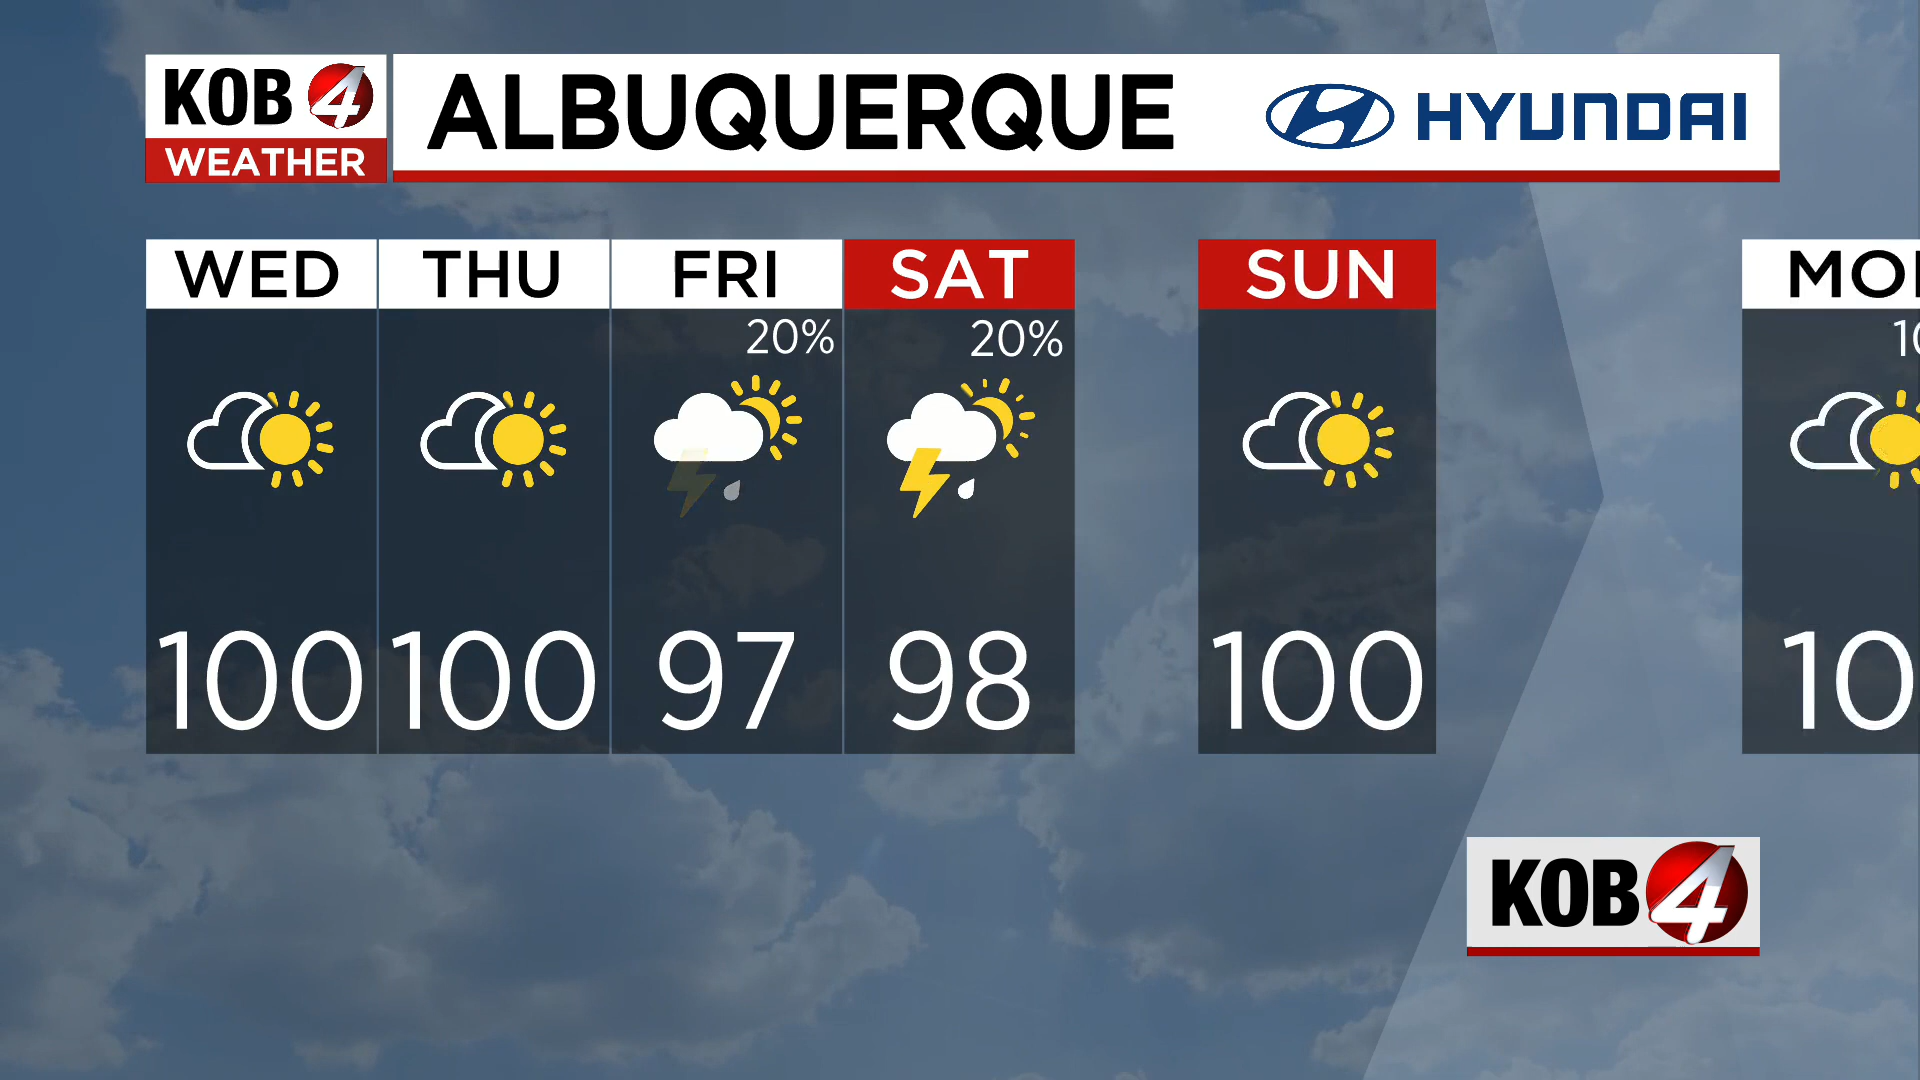 KOB 4
WEATHER
ALBUQUERQUE
HYUNDAI
WED
100
THU
100
FRI
20%
97
SAT
20%
98
SUN
100
KOB 4